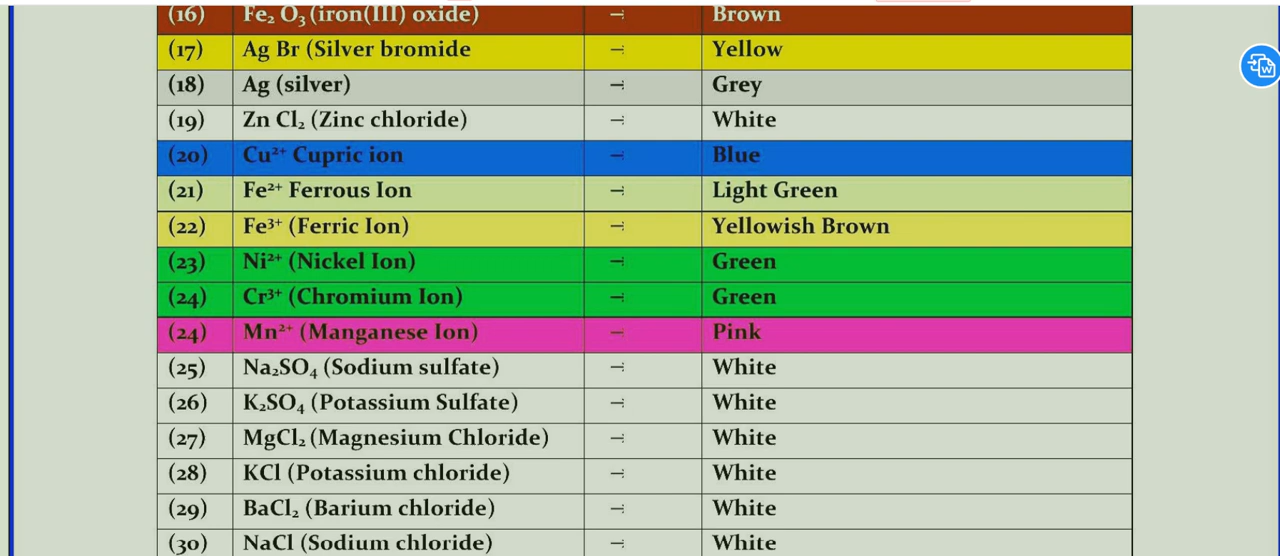 (16) Fe₂ O₃ (iron(III) oxide) –: Brown
(17) Ag Br (Silver bromide –: Yellow
(18) Ag (silver) –: Grey
(19) Zn Cl₂ (Zinc chloride) –: White
(20) Cu²⁺ Cupric ion –: Blue
(21) Fe²⁺ Ferrous Ion –: Light Green
(22) Fe³⁺ (Ferric Ion) –: Yellowish Brown
(23) Ni²⁺ (Nickel Ion) –: Green
(24) Cr³⁺ (Chromium Ion) –: Green
(24) Mn²⁺ (Manganese Ion) –: Pink
(25) Na₂SO₄ (Sodium sulfate) –: White
(26) K₂SO₄ (Potassium Sulfate) –: White
(27) MgCl₂ (Magnesium Chloride) –: White
(28) KCl (Potassium chloride) –: White
(29) BaCl₂ (Barium chloride) –: White
(30) NaCl (Sodium chloride) –: White